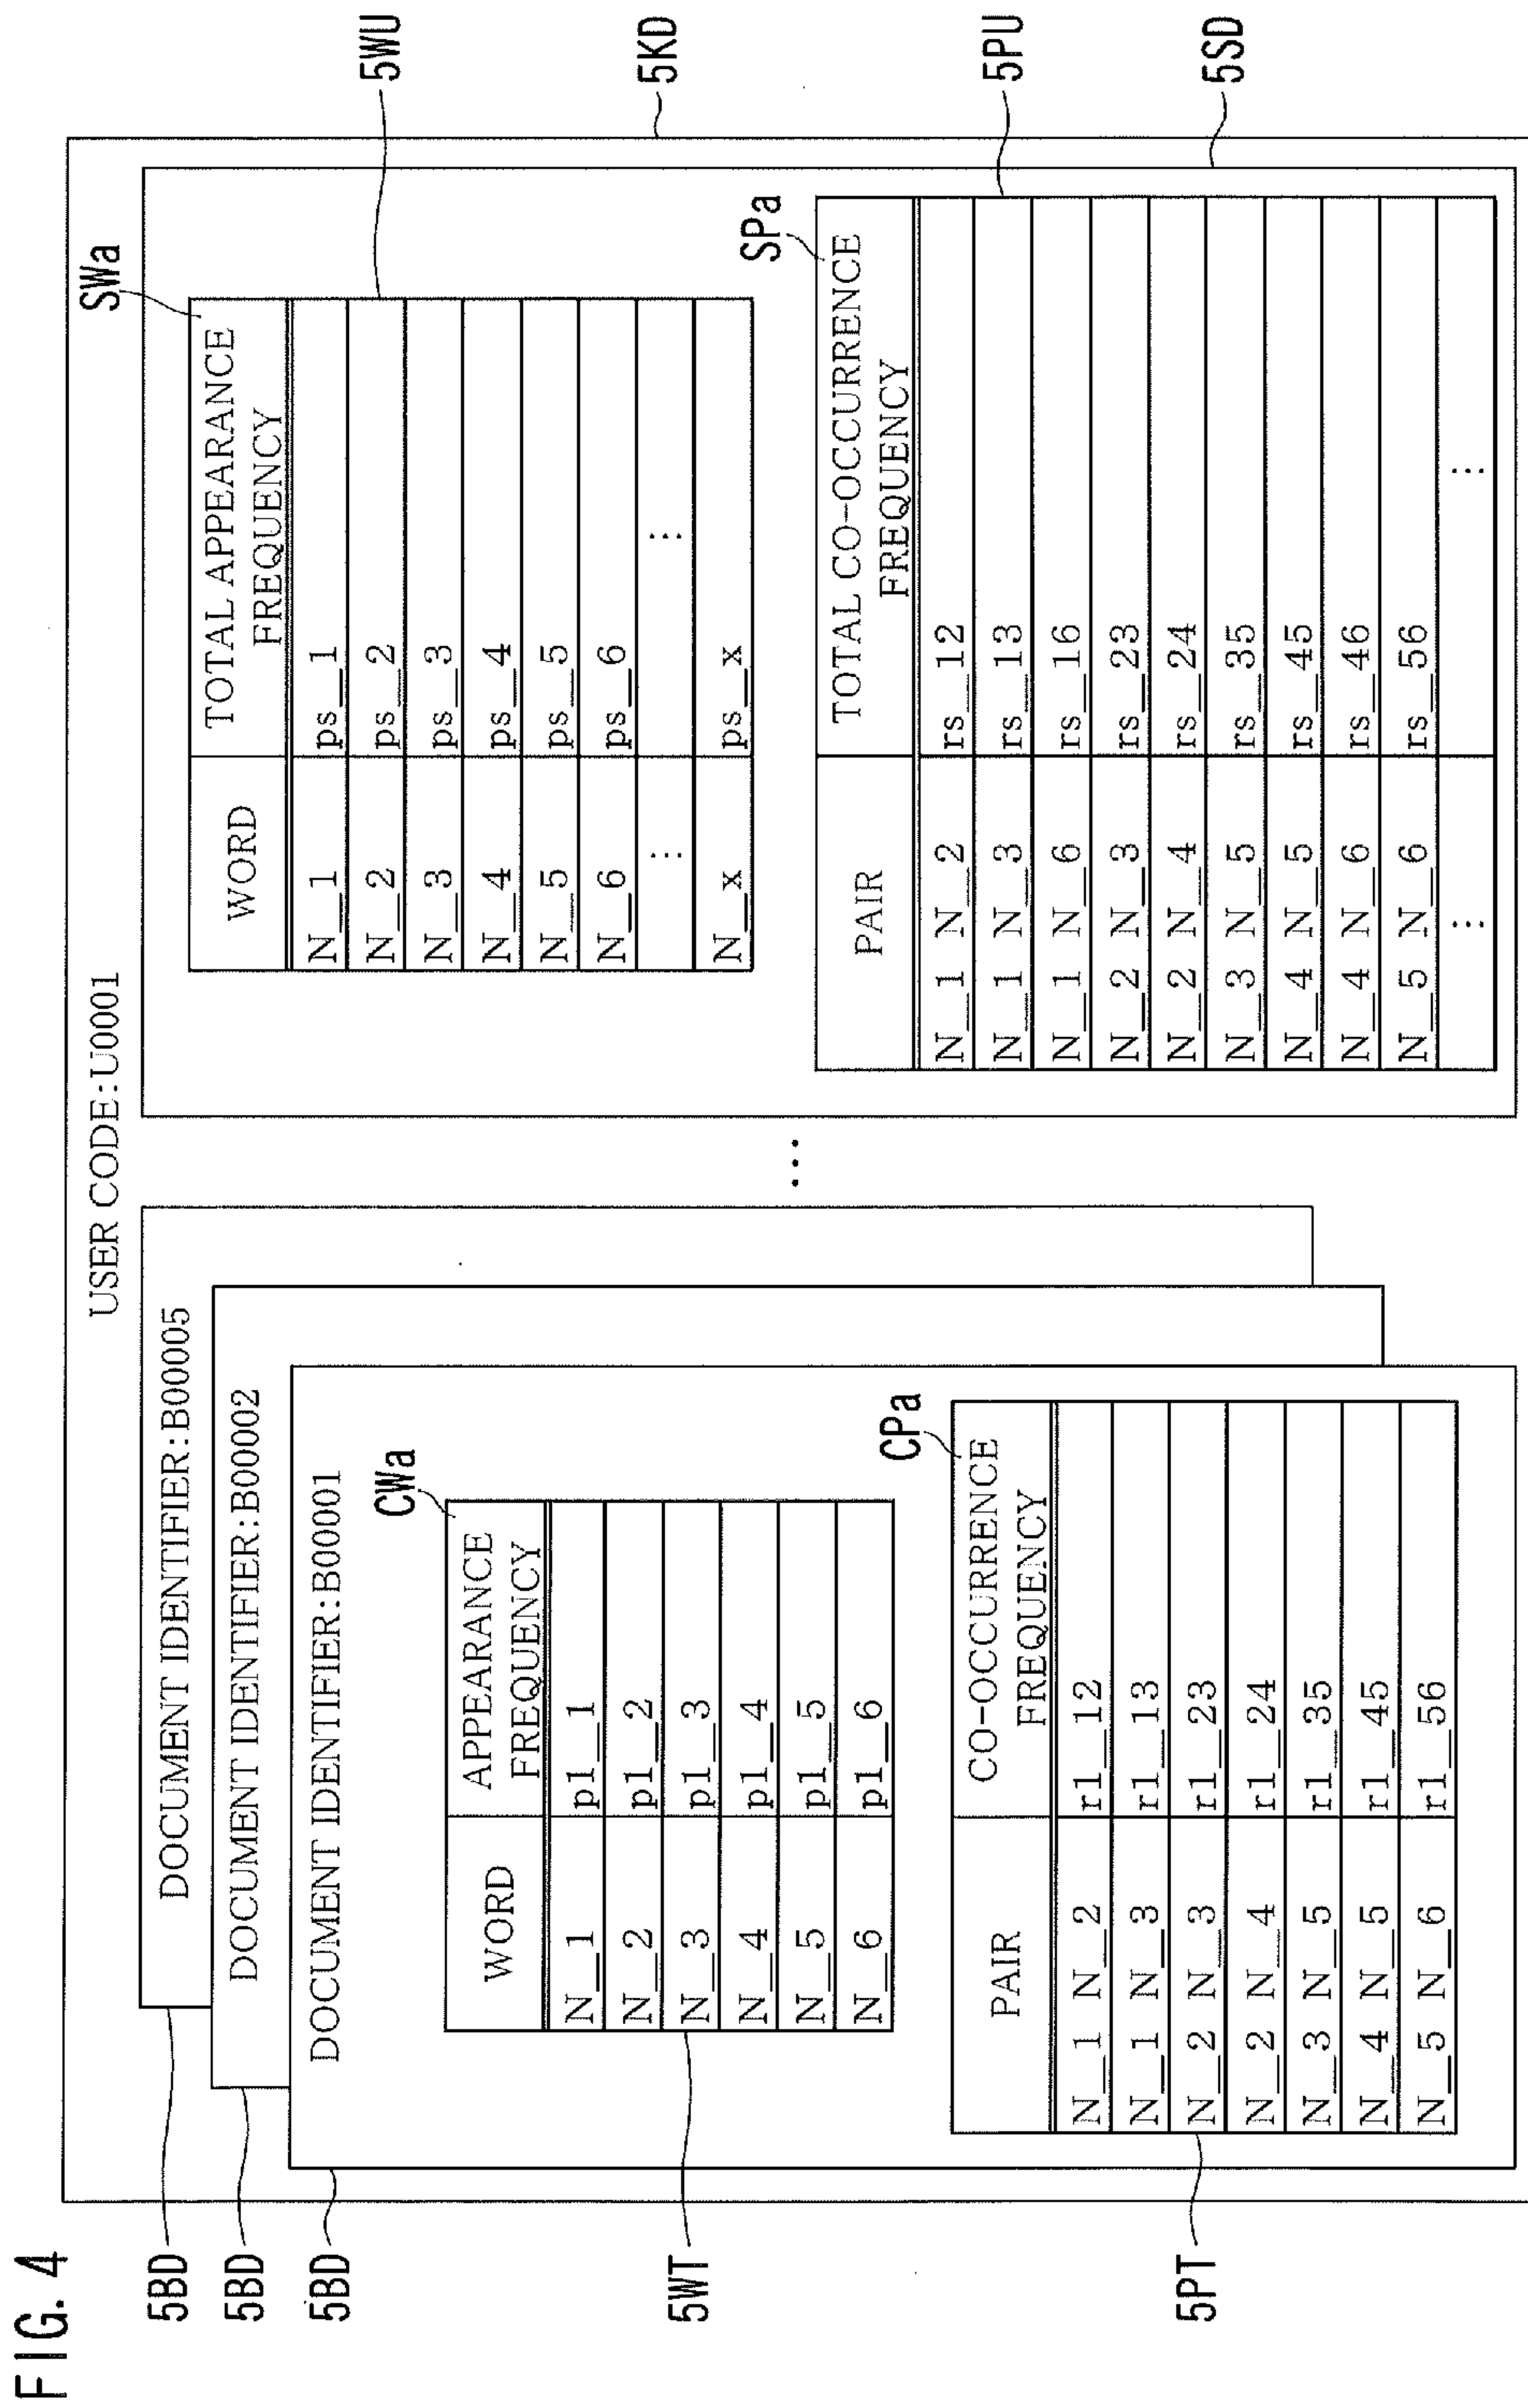 FIG. 4
USER CODE:U0001
5BD
DOCUMENT IDENTIFIER:B00005
5BD
DOCUMENT IDENTIFIER:B00002
5BD
DOCUMENT IDENTIFIER:B00001
CWa
WORD APPEARANCE FREQUENCY
N_1 p1_1
N_2 p1_2
N_3 p1_3
N_4 p1_4
N_5 p1_5
N_6 p1_6
5WT
CPa
PAIR CO-OCCURRENCE FREQUENCY
N_1 N_2 r1_12
N_1 N_3 r1_13
N_2 N_3 r1_23
N_2 N_4 r1_24
N_3 N_5 r1_35
N_4 N_5 r1_45
N_5 N_6 r1_56
5PT
...
SWa
WORD TOTAL APPEARANCE FREQUENCY
N_1 ps_1
N_2 ps_2
N_3 ps_3
N_4 ps_4
N_5 ps_5
N_6 ps_6
... ...
N_x ps_x
5WU
5KD
SPa
PAIR TOTAL CO-OCCURRENCE FREQUENCY
N_1 N_2 rs_12
N_1 N_3 rs_13
N_1 N_6 rs_16
N_2 N_3 rs_23
N_2 N_4 rs_24
N_3 N_5 rs_35
N_4 N_5 rs_45
N_4 N_6 rs_46
N_5 N_6 rs_56
... ...
5PU
5SD